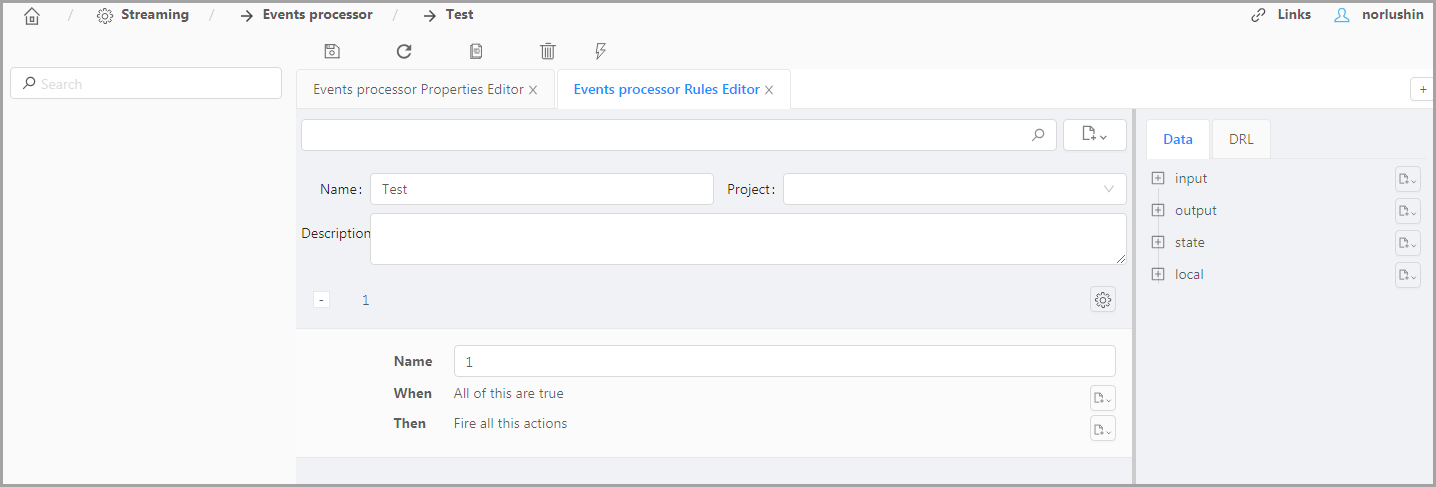 / Streaming / Events processor / Test Links norlushin
Search
Events processor Properties Editor X Events processor Rules Editor X +
Data DRL
Name: Test Project:
Description
- 1
Name 1
When All of this are true
Then Fire all this actions
input
output
state
local